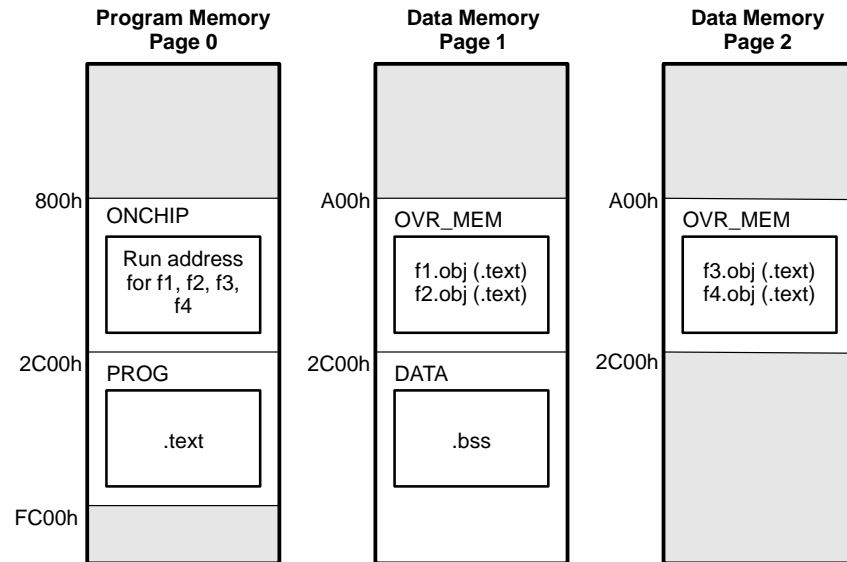 Program Memory
Page 0
800h
ONCHIP
Run address
for f1, f2, f3,
f4
2C00h
PROG
.text
FC00h
Data Memory
Page 1
A00h
OVR_MEM
f1.obj (.text)
f2.obj (.text)
2C00h
DATA
.bss
Data Memory
Page 2
A00h
OVR_MEM
f3.obj (.text)
f4.obj (.text)
2C00h